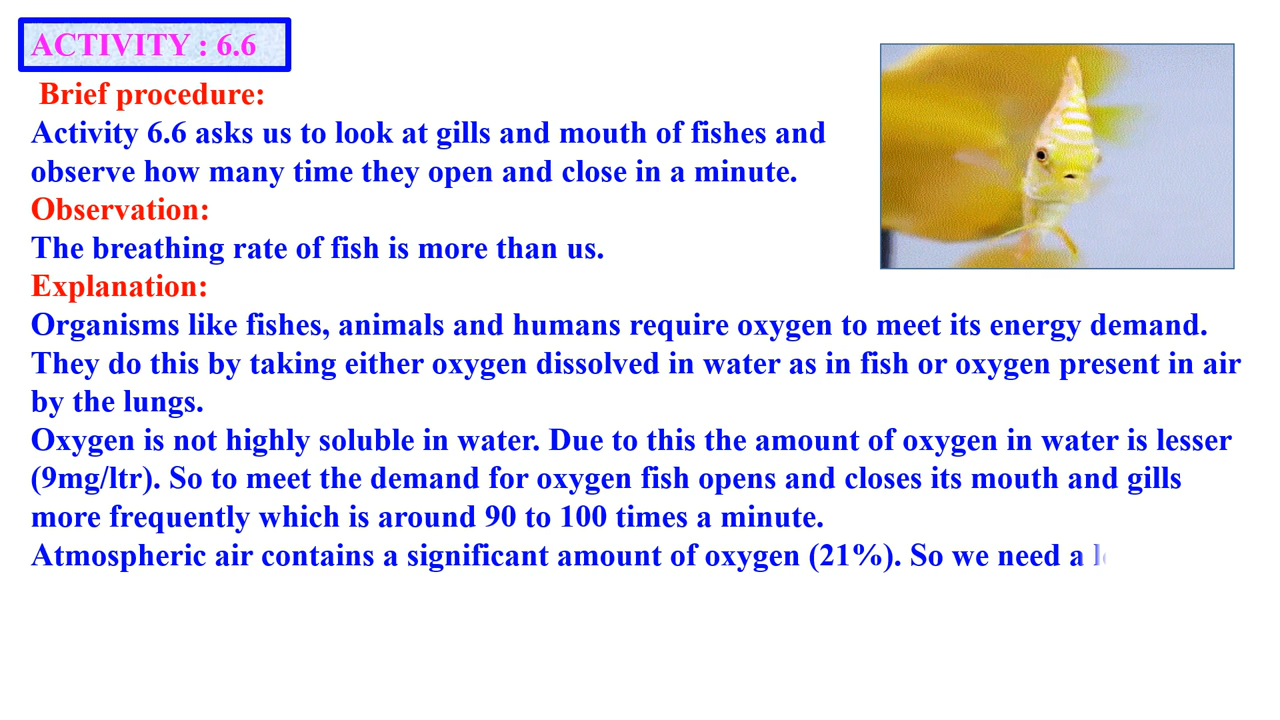 ACTIVITY : 6.6
Brief procedure:
Activity 6.6 asks us to look at gills and mouth of fishes and
observe how many time they open and close in a minute.
Observation:
The breathing rate of fish is more than us.
Explanation:
Organisms like fishes, animals and humans require oxygen to meet its energy demand.
They do this by taking either oxygen dissolved in water as in fish or oxygen present in air
by the lungs.
Oxygen is not highly soluble in water. Due to this the amount of oxygen in water is lesser
(9mg/ltr). So to meet the demand for oxygen fish opens and closes its mouth and gills
more frequently which is around 90 to 100 times a minute.
Atmospheric air contains a significant amount of oxygen (21%). So we need a